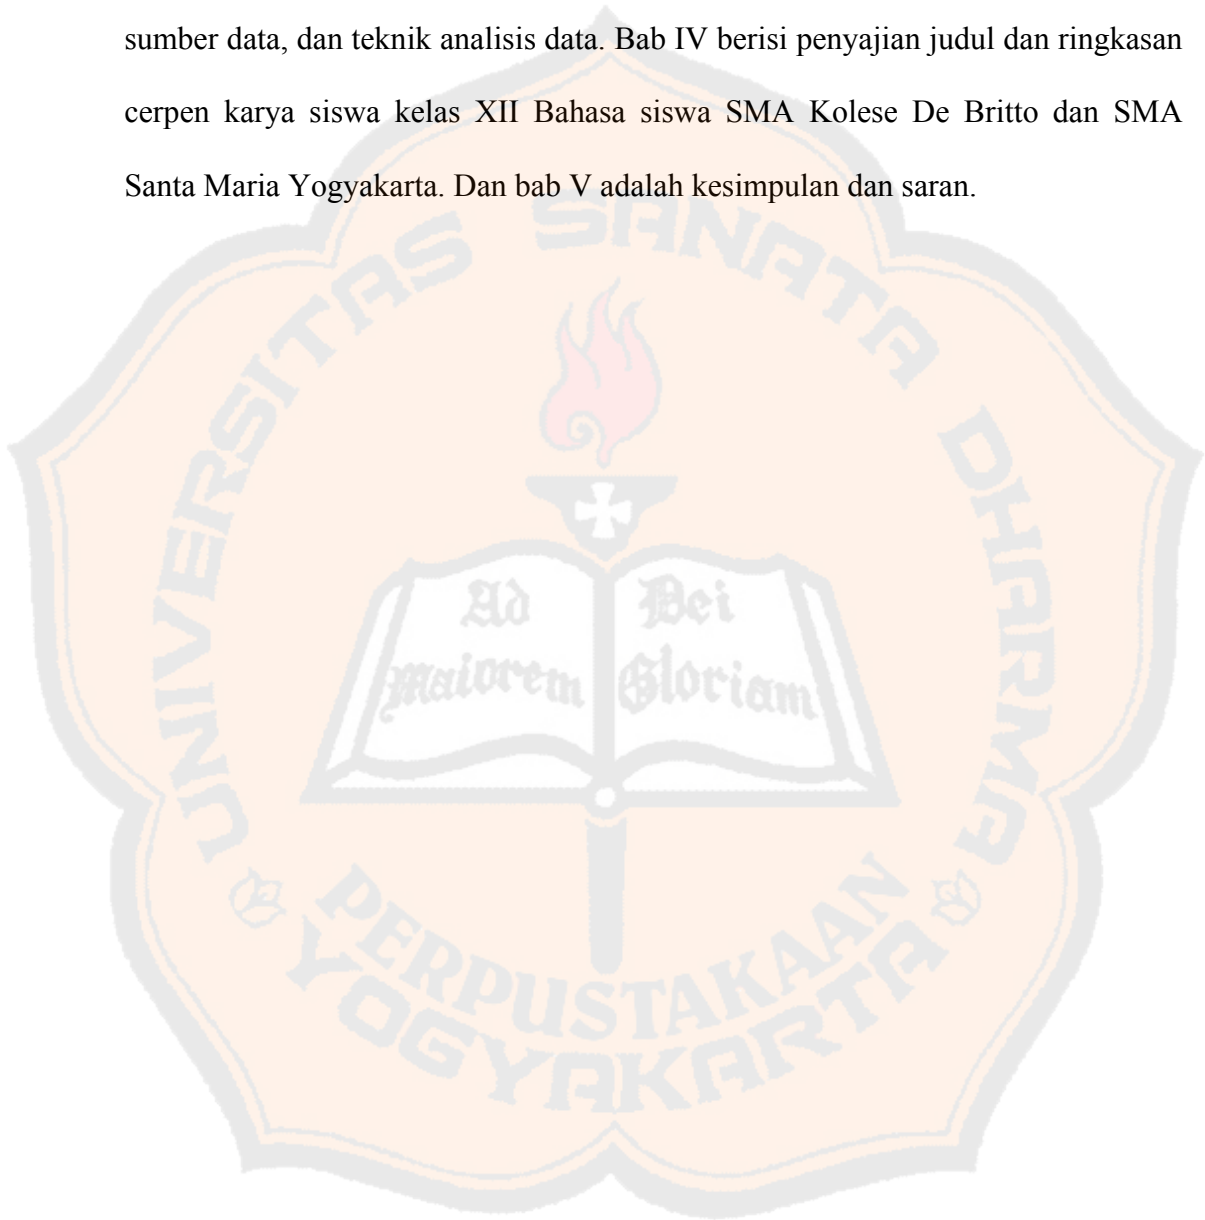 sumber data, dan teknik analisis data. Bab IV berisi penyajian judul dan ringkasan
cerpen karya siswa kelas XII Bahasa siswa SMA Kolese De Britto dan SMA
Santa Maria Yogyakarta. Dan bab V adalah kesimpulan dan saran.
UNIVERSITAS SANATA DHARMA
Ad Dei
Maiorem Gloriam
PERPUSTAKAAN
YOGYAKARTA